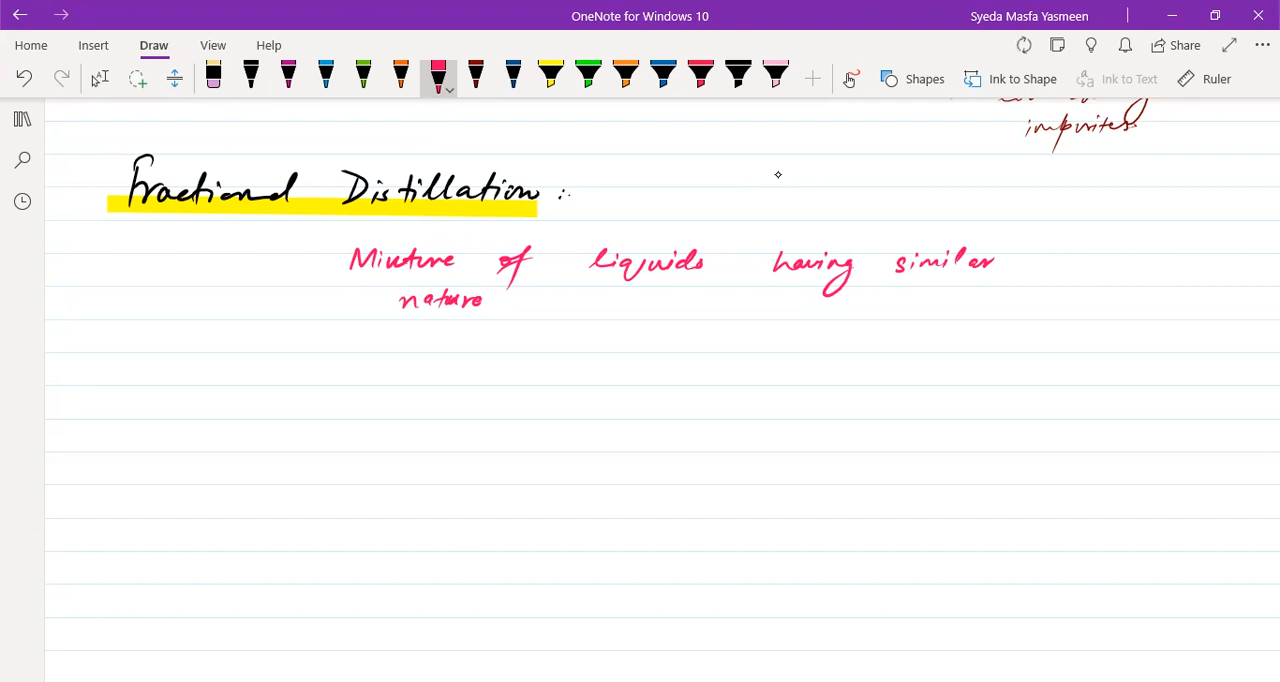 OneNote for Windows 10
Syeda Masfa Yasmeen
Home Insert Draw View Help
Share
Shapes Ink to Shape Ink to Text Ruler
impurites
Fractional Distillation :
Mixture of liquids having similar
nature